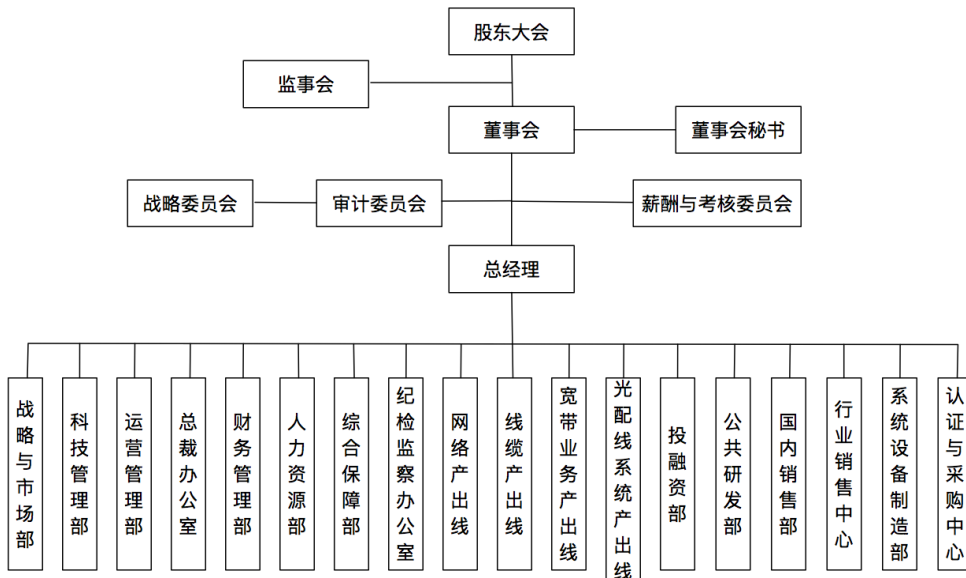 股东大会
监事会
董事会
董事会秘书
战略委员会
审计委员会
薪酬与考核委员会
总经理
战略与市场部
科技管理部
运营管理部
总裁办公室
财务管理部
人力资源部
综合保障部
纪检监察办公室
网络产出线
线缆产出线
宽带业务产出线
光配线系统产出线
投融资部
公共研发部
国内销售部
行业销售中心
系统设备制造部
认证与采购中心